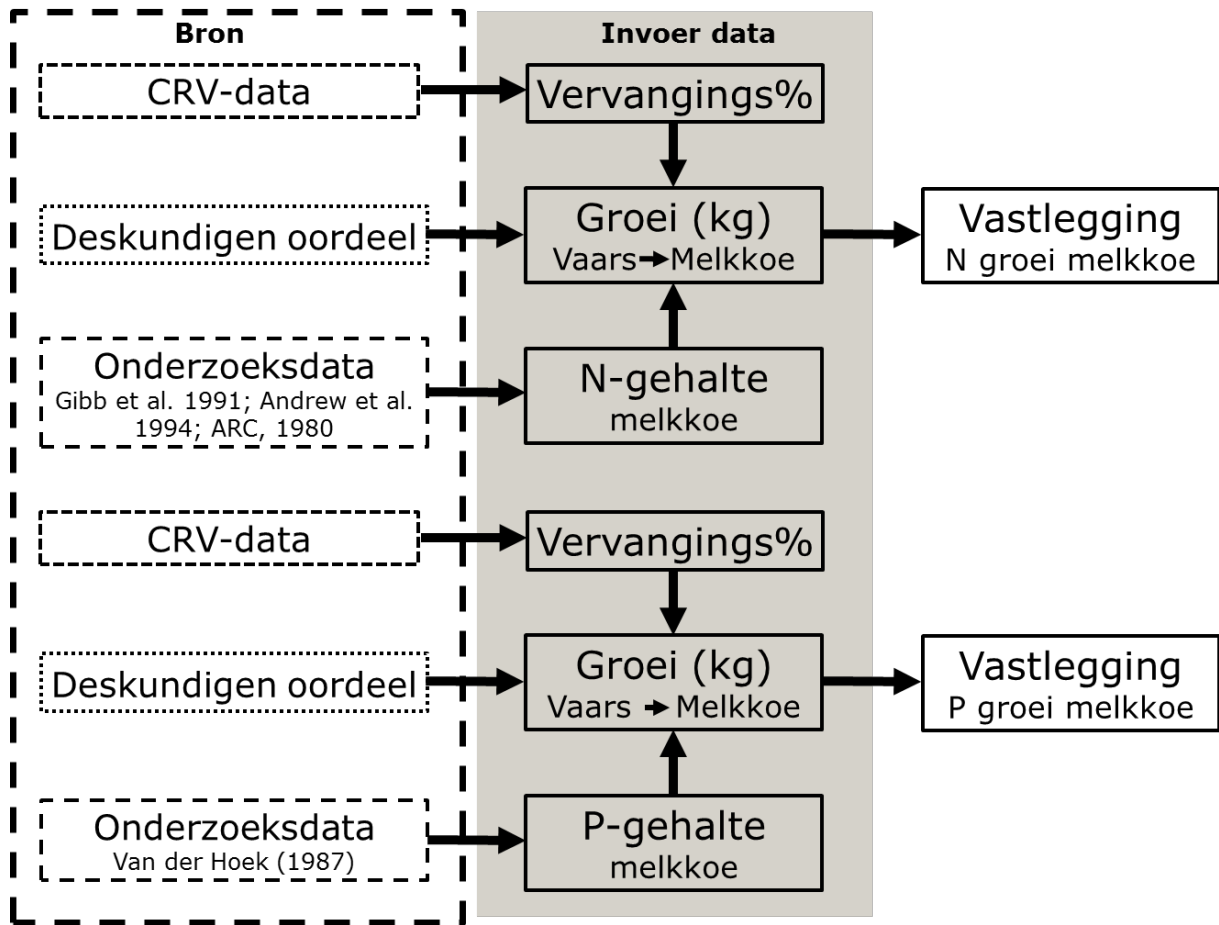 Bron
Invoer data
CRV-data
Vervangings%
Deskundigen oordeel
Groei (kg)
Vaars→Melkkoe
Vastlegging
N groei melkkoe
Onderzoeksdata
Gibb et al. 1991; Andrew et al.
1994; ARC, 1980
N-gehalte
melkkoe
CRV-data
Vervangings%
Deskundigen oordeel
Groei (kg)
Vaars → Melkkoe
Vastlegging
P groei melkkoe
Onderzoeksdata
Van der Hoek (1987)
P-gehalte
melkkoe